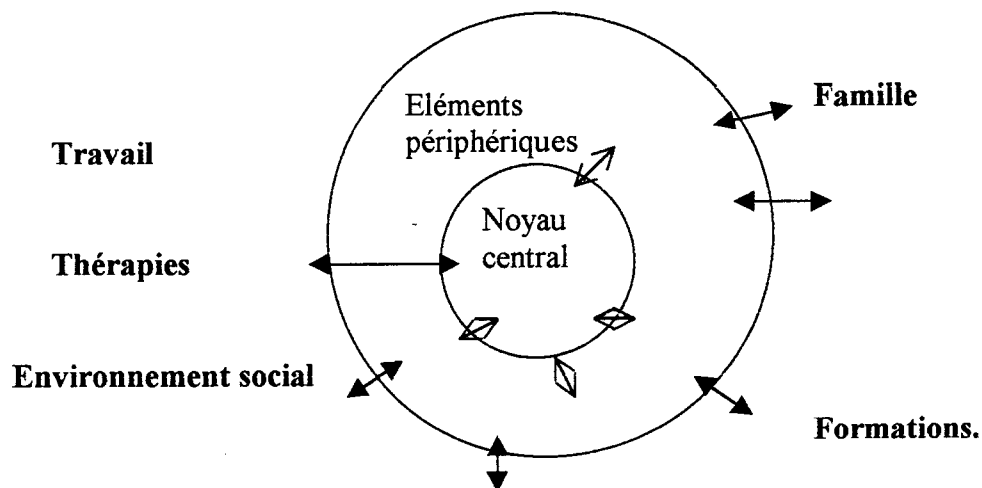 Eléments
périphériques
Famille
Travail
Noyau
central
Thérapies
Environnement social
Formations.